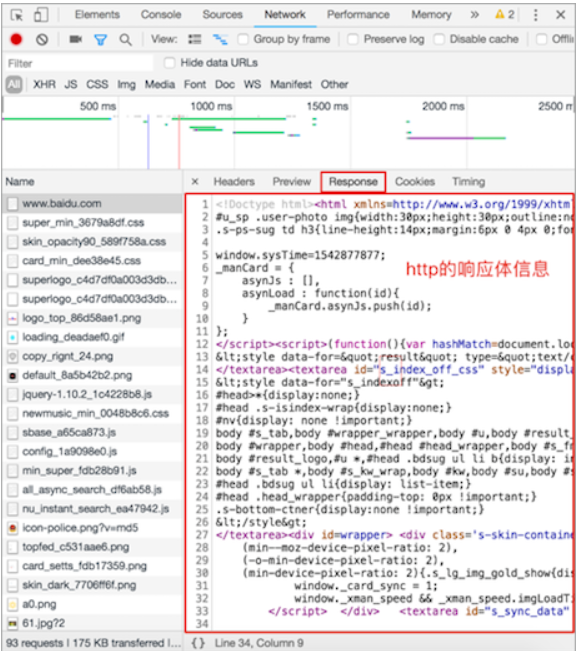 Elements Console Sources Network Performance Memory » 2
View: Group by frame Preserve log Disable cache
Filter Hide data URLs
All XHR JS CSS Img Media Font Doc WS Manifest Other
500 ms 1000 ms 1500 ms 2000 ms
Name × Headers Preview Response Cookies Timing
www.baidu.com
super_min_3679a8df.css
skin_opacity90_589f758a.css
card_min_dee38e45.css
superlogo_c4d7df0a003d3db...
superlogo_c4d7df0a003d3db...
logo_top_86d58ae1.png
loading_deadaef0.gif
copy_rignt_24.png
default_8a5b42b2.png
jquery-1.10.2_1c4228b8.js
newmusic_min_0048b8c6.css
sbase_a65ca873.js
config_1a9098e0.js
min_super_fdb28b91.js
all_async_search_df6ab58.js
nu_instant_search_ea47942.js
icon-police.png?v=md5
topfed_c531aae6.png
card_setts_fdb17359.png
skin_dark_7706ff6f.png
a0.png
61.jpg?2
93 requests | 175 KB transferred |...
1 <!Doctype html><html xmlns=http://www.w3.org/1999/xhtm
2 #u_sp .user-photo img{width:30px;height:30px;outline:no
3 .s-ps-sug td h3{line-height:14px;margin:6px 0 4px 0;fon
4
5 window.sysTime=1542877877;
6 _manCard = {
7 asynJs : [],
8 asynLoad : function(id){
9 _manCard.asynJs.push(id);
10 }
11 };
12 </script><script>(function(){var hashMatch=document.loc
13 &lt;style data-for=&quot;result&quot; type=&quot;text/c
14 </textarea><textarea id="s_index_off_css" style="displa
15 &lt;style data-for="s_indexoff"&gt;
16 #head>*{display:none;}
17 #head .s-isindex-wrap{display:none;}
18 #nv{display: none !important;}
19 body #s_tab,body #wrapper_wrapper,body #u,body #result_
20 body #wrapper,body #head,#head #head_wrapper,body #s_fm
21 body #result_logo,#u *,#head .bdsug ul li b{display: in
22 body #s_tab *,body #s_kw_wrap,body #kw,body #su,body #s
23 #head .bdsug ul li{display: list-item;}
24 #head .head_wrapper{padding-top: 0px !important;}
25 .s-bottom-ctner{display:none !important;}
26 &lt;/style&gt;
27 </textarea><div id=wrapper> <div class='s-skin-containe
28 (min--moz-device-pixel-ratio: 2),
29 (-o-min-device-pixel-ratio: 2),
30 (min-device-pixel-ratio: 2){.s_lg_img_gold_show{dis
31 window._card_sync = 1;
32 window._xman_speed && _xman_speed.imgLoadTi
33 </script> </div> <textarea id="s_sync_data"
34
http的响应体信息
{} Line 34, Column 9